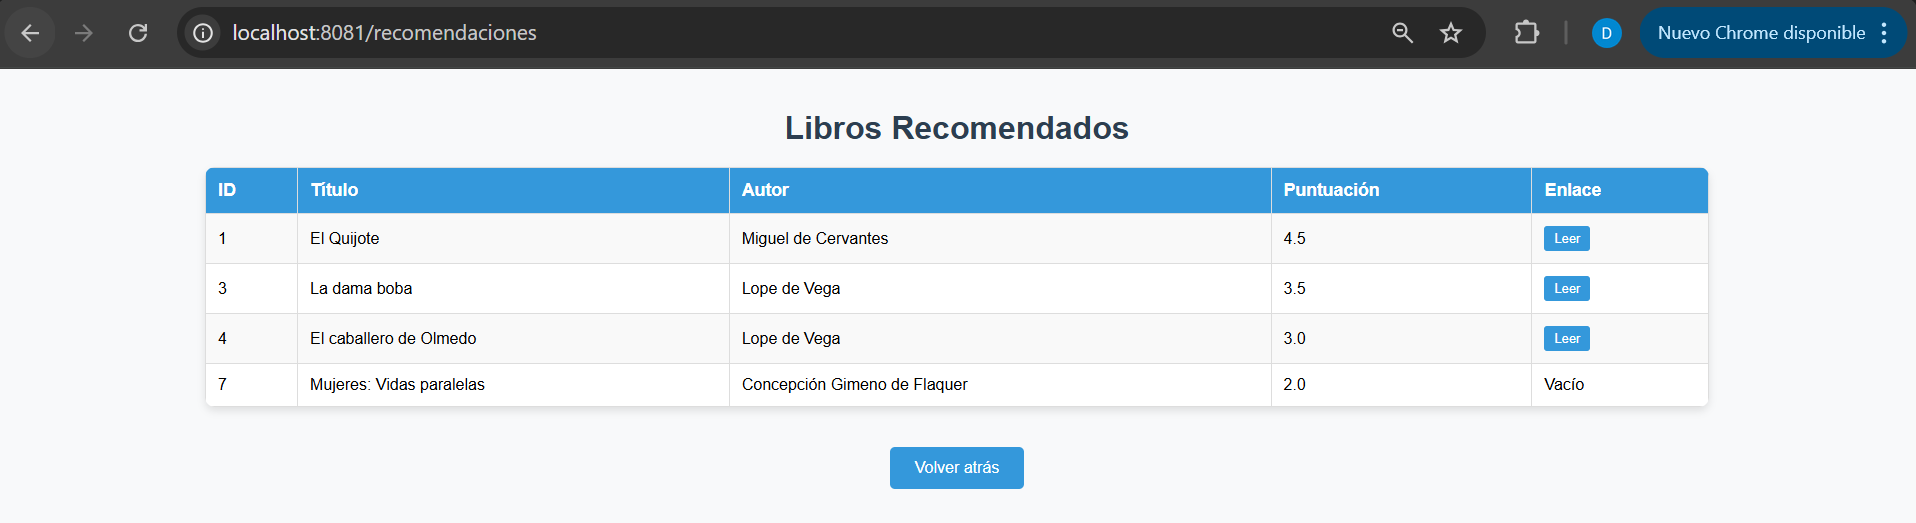 localhost:8081/recomendaciones D Nuevo Chrome disponible
Libros Recomendados
ID Título Autor Puntuación Enlace
1 El Quijote Miguel de Cervantes 4.5 Leer
3 La dama boba Lope de Vega 3.5 Leer
4 El caballero de Olmedo Lope de Vega 3.0 Leer
7 Mujeres: Vidas paralelas Concepción Gimeno de Flaquer 2.0 Vacío
Volver atrás